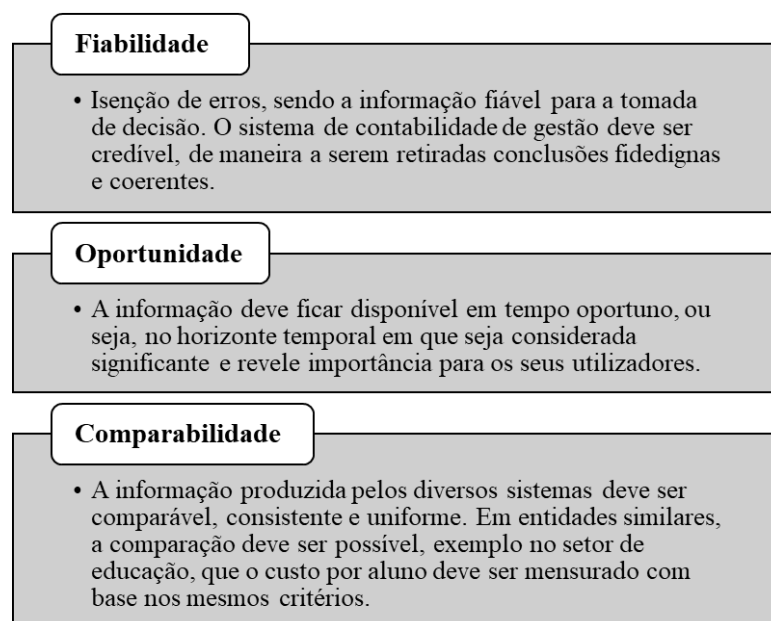 Fiabilidade
• Isenção de erros, sendo a informação fiável para a tomada
de decisão. O sistema de contabilidade de gestão deve ser
credível, de maneira a serem retiradas conclusões fidedignas
e coerentes.
Oportunidade
• A informação deve ficar disponível em tempo oportuno, ou
seja, no horizonte temporal em que seja considerada
significante e revele importância para os seus utilizadores.
Comparabilidade
• A informação produzida pelos diversos sistemas deve ser
comparável, consistente e uniforme. Em entidades similares,
a comparação deve ser possível, exemplo no setor de
educação, que o custo por aluno deve ser mensurado com
base nos mesmos critérios.